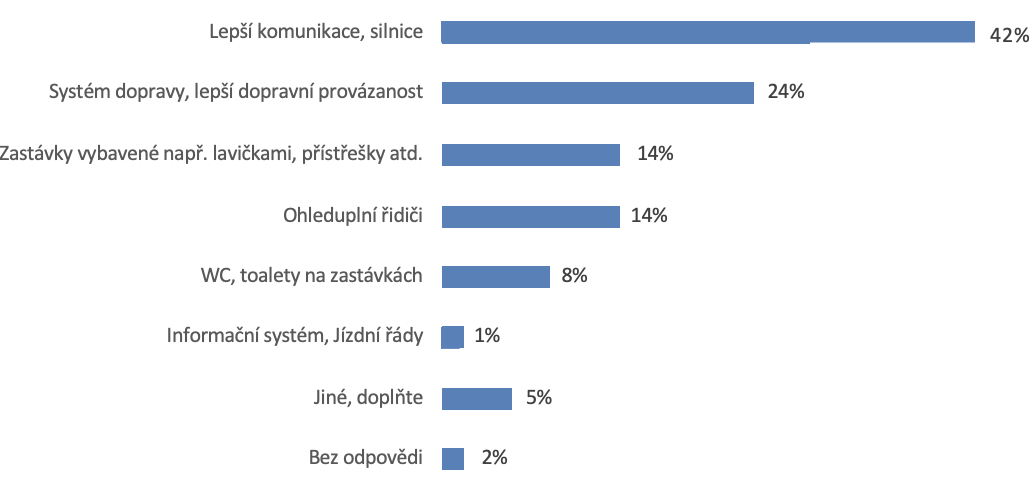 Lepší komunikace, silnice 42%
Systém dopravy, lepší dopravní provázanost 24%
Zastávky vybavené např. lavičkami, přístřešky atd. 14%
Ohleduplní řidiči 14%
WC, toalety na zastávkách 8%
Informační systém, Jízdní řády 1%
Jiné, doplňte 5%
Bez odpovědi 2%